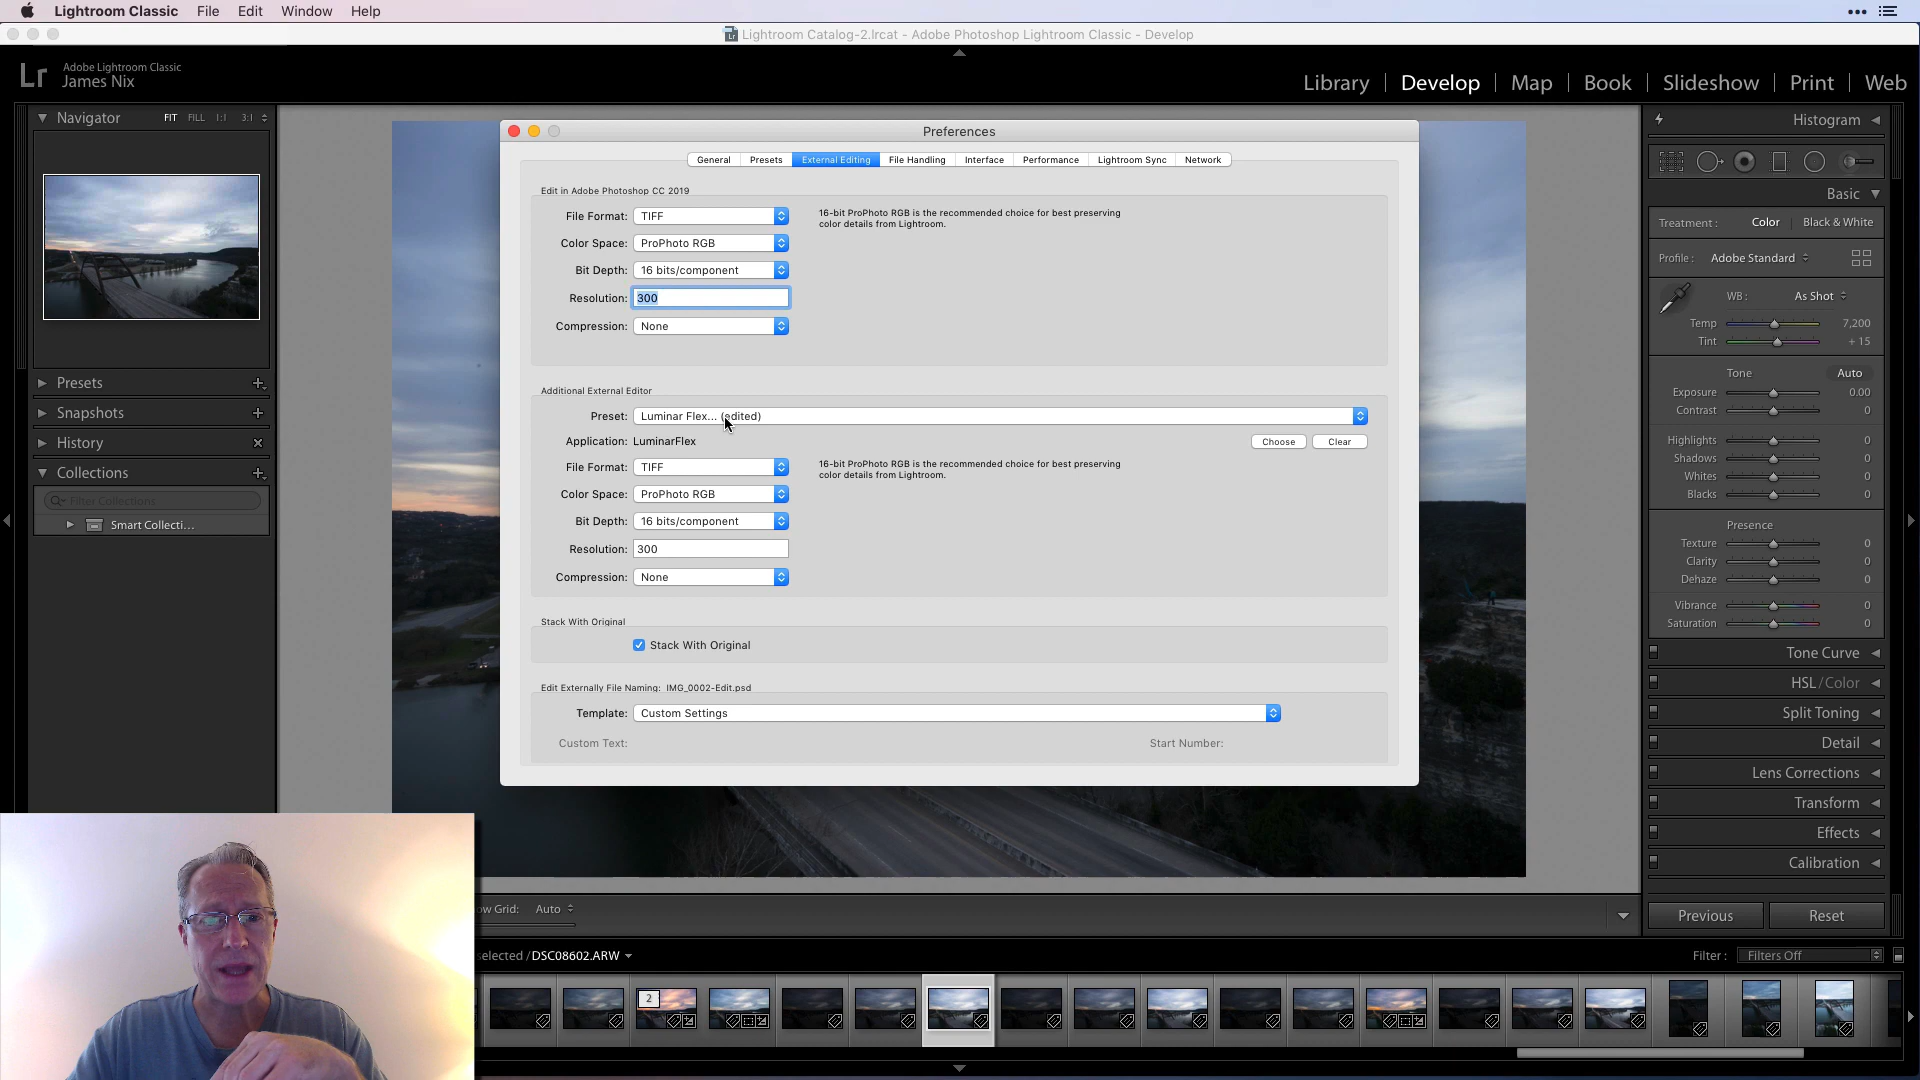 Lightroom Classic File Edit Window Help
Lightroom Catalog-2.lrcat - Adobe Photoshop Lightroom Classic - Develop
Lr Adobe Lightroom Classic
James Nix
Library | Develop | Map | Book | Slideshow | Print | Web
Navigator FIT FILL 1:1 3:1
Presets
Snapshots
History
Collections
Filter Collections
Smart Collecti...
Preferences
General Presets External Editing File Handling Interface Performance Lightroom Sync Network
Edit in Adobe Photoshop CC 2019
File Format: TIFF
16-bit ProPhoto RGB is the recommended choice for best preserving
color details from Lightroom.
Color Space: ProPhoto RGB
Bit Depth: 16 bits/component
Resolution: 300
Compression: None
Additional External Editor
Preset: Luminar Flex... (edited)
Application: LuminarFlex Choose Clear
File Format: TIFF
16-bit ProPhoto RGB is the recommended choice for best preserving
color details from Lightroom.
Color Space: ProPhoto RGB
Bit Depth: 16 bits/component
Resolution: 300
Compression: None
Stack With Original
Stack With Original
Edit Externally File Naming: IMG_0002-Edit.psd
Template: Custom Settings
Custom Text: Start Number:
Histogram
Basic
Treatment: Color Black & White
Profile: Adobe Standard
WB: As Shot
Temp 7,200
Tint + 15
Tone Auto
Exposure 0.00
Contrast 0
Highlights 0
Shadows 0
Whites 0
Blacks 0
Presence
Texture 0
Clarity 0
Dehaze 0
Vibrance 0
Saturation 0
Tone Curve
HSL / Color
Split Toning
Detail
Lens Corrections
Transform
Effects
Calibration
Previous Reset
ow Grid: Auto
selected / DSC08602.ARW
Filter: Filters Off
2